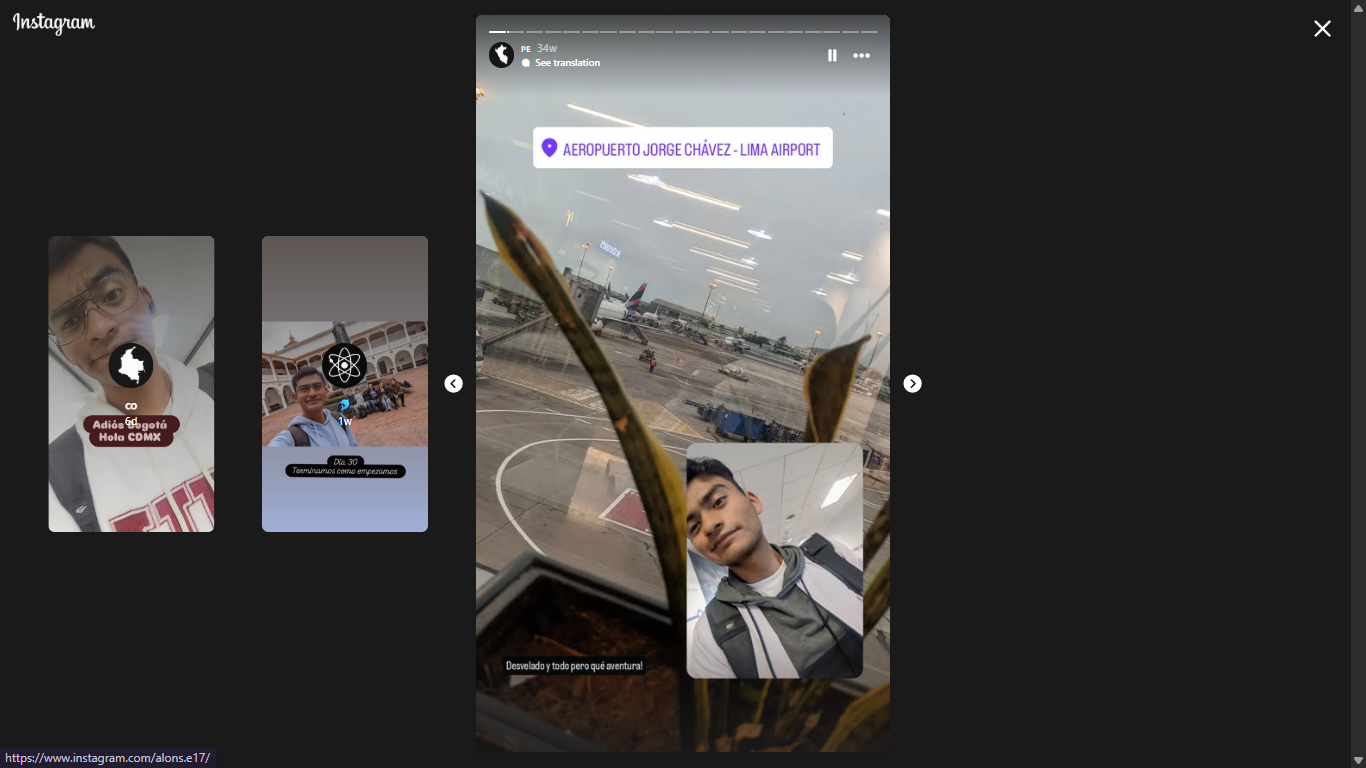 Instagram
PE 34w
See translation
AEROPUERTO JORGE CHÁVEZ - LIMA AIRPORT
CO
6d
Adiós Bogotá
Hola CDMX
1w
Día 30
Terminamos como empezamos
Desvelado y todo pero qué aventura!
https://www.instagram.com/alons.e17/